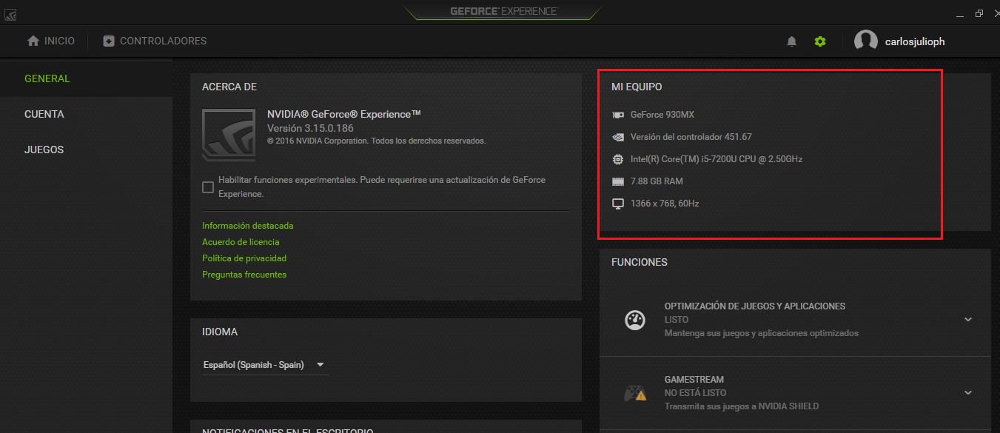 GEFORCE® EXPERIENCE™
INICIO
CONTROLADORES
carlosjulioph
GENERAL
CUENTA
JUEGOS
ACERCA DE
NVIDIA® GeForce® Experience™
Versión 3.15.0.186
© 2016 NVIDIA Corporation. Todos los derechos reservados.
Habilitar funciones experimentales. Puede requerirse una actualización de GeForce
Experience.
Información destacada
Acuerdo de licencia
Política de privacidad
Preguntas frecuentes
IDIOMA
Español (Spanish - Spain)
NOTIFICACIONES EN EL ESCRITORIO
MI EQUIPO
GeForce 930MX
Versión del controlador 451.67
Intel(R) Core(TM) i5-7200U CPU @ 2.50GHz
7.88 GB RAM
1366 x 768, 60Hz
FUNCIONES
OPTIMIZACIÓN DE JUEGOS Y APLICACIONES
LISTO
Mantenga sus juegos y aplicaciones optimizados
GAMESTREAM
NO ESTÁ LISTO
Transmita sus juegos a NVIDIA SHIELD